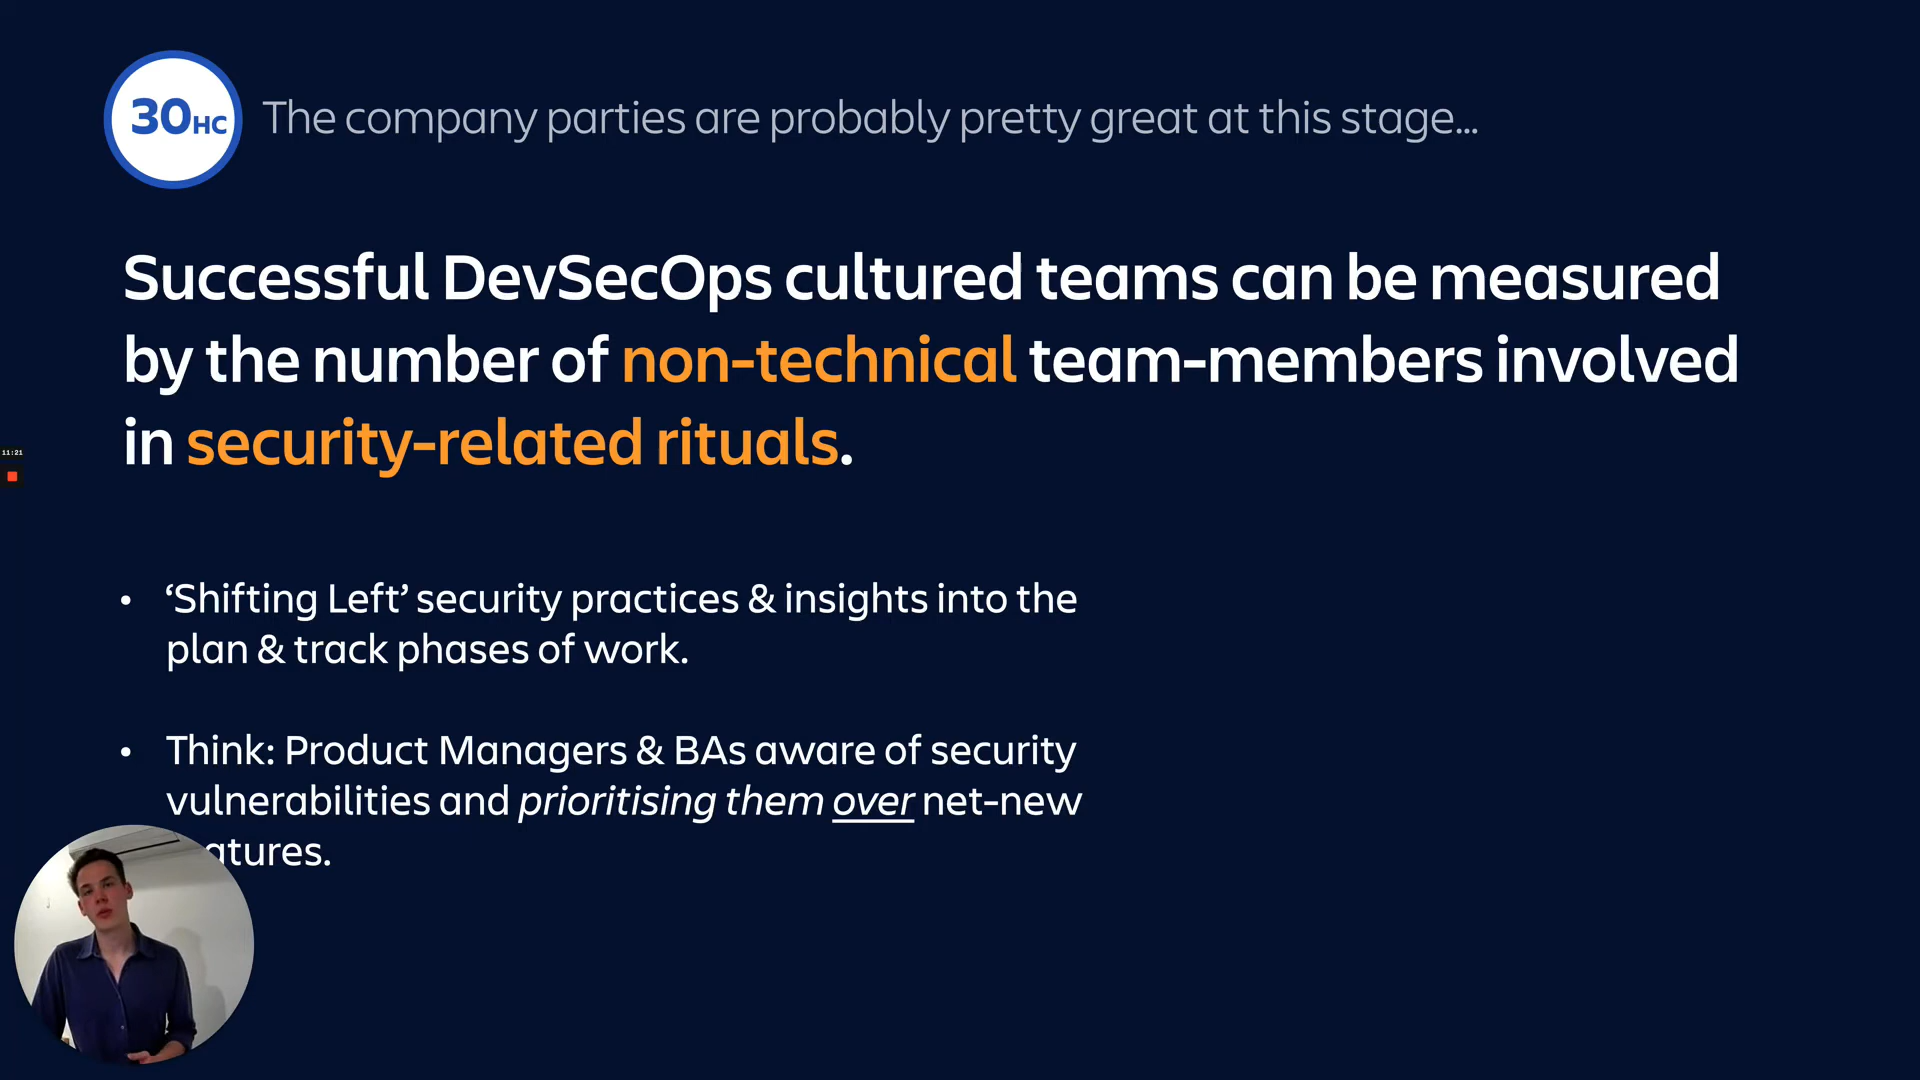 30HC The company parties are probably pretty great at this stage...
Successful DevSecOps cultured teams can be measured
by the number of non-technical team-members involved
in security-related rituals.
11:21
• ‘Shifting Left’ security practices & insights into the
plan & track phases of work.
• Think: Product Managers & BAs aware of security
vulnerabilities and prioritising them over net-new
atures.